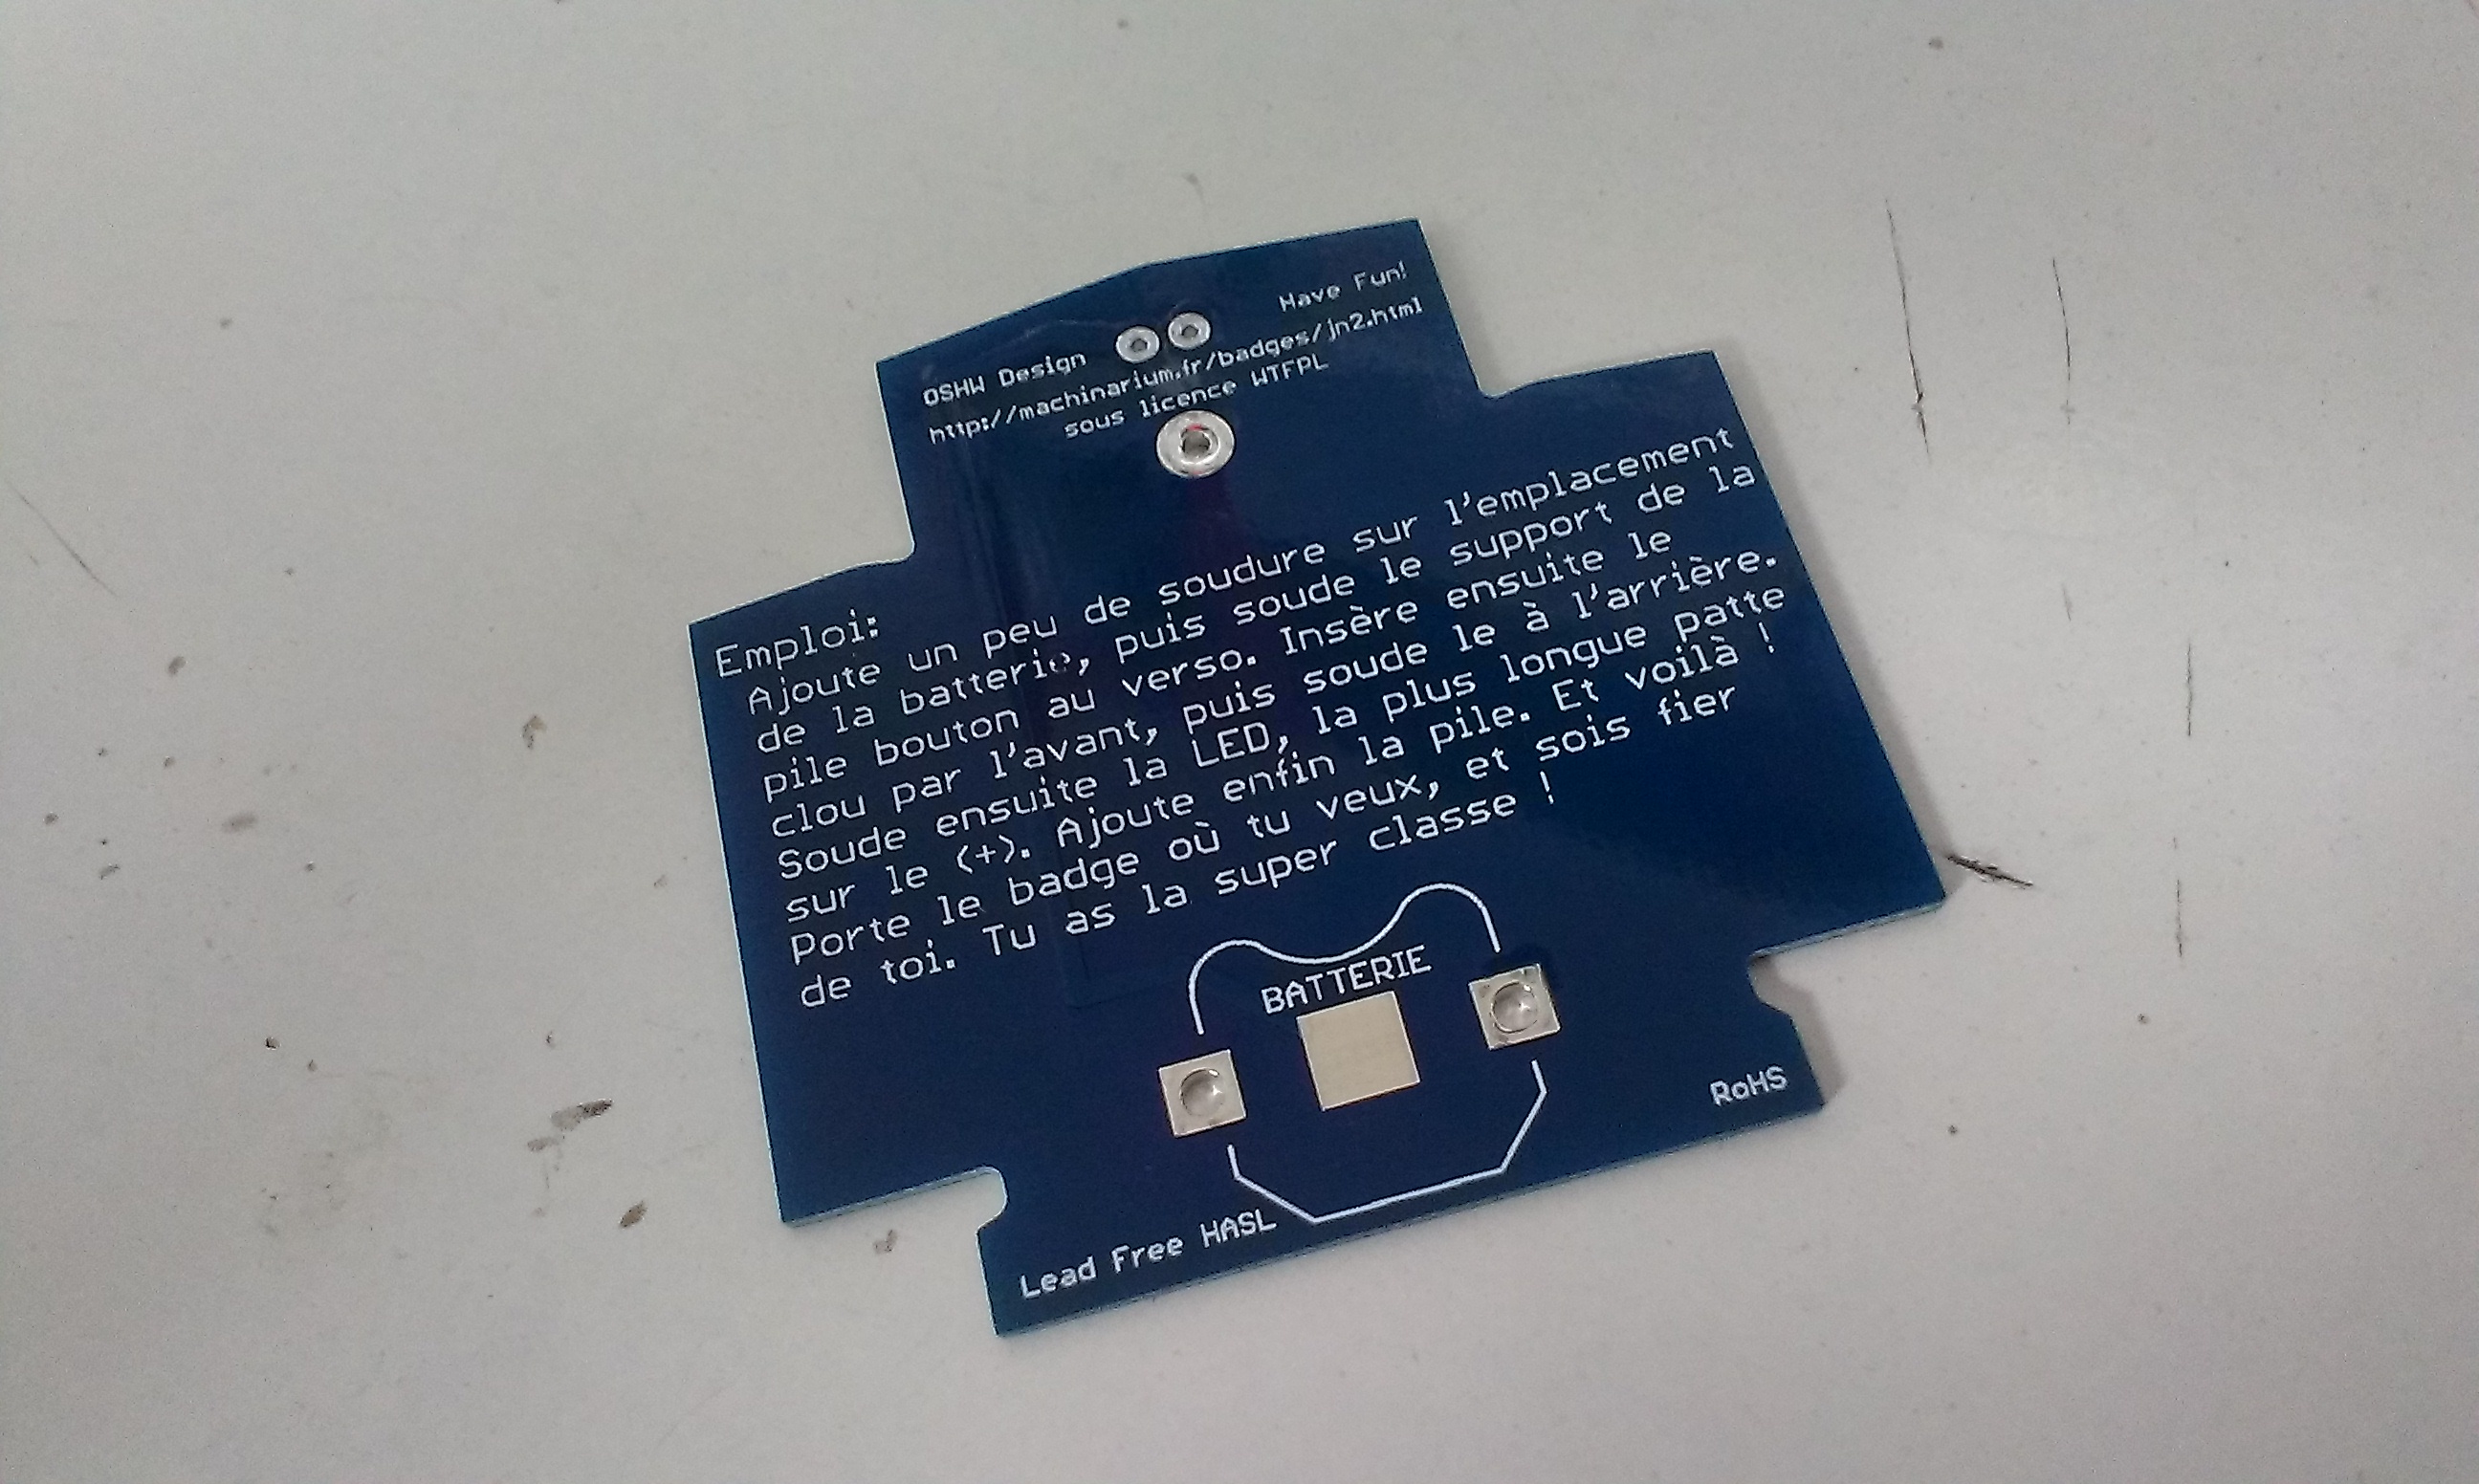 OSHW Design
Have Fun!
http://machinarium.fr/badges/jn2.html
sous licence WTFPL
Emploi:
Ajoute un peu de soudure sur l'emplacement
de la batterie, puis soude le support de la
pile bouton au verso. Insère ensuite le
clou par l'avant, puis soude le à l'arrière.
Soude ensuite la LED, la plus longue patte
sur le (+). Ajoute enfin la pile. Et voilà !
Porte le badge où tu veux, et sois fier
de toi. Tu as la super classe !
BATTERIE
RoHS
Lead Free HASL